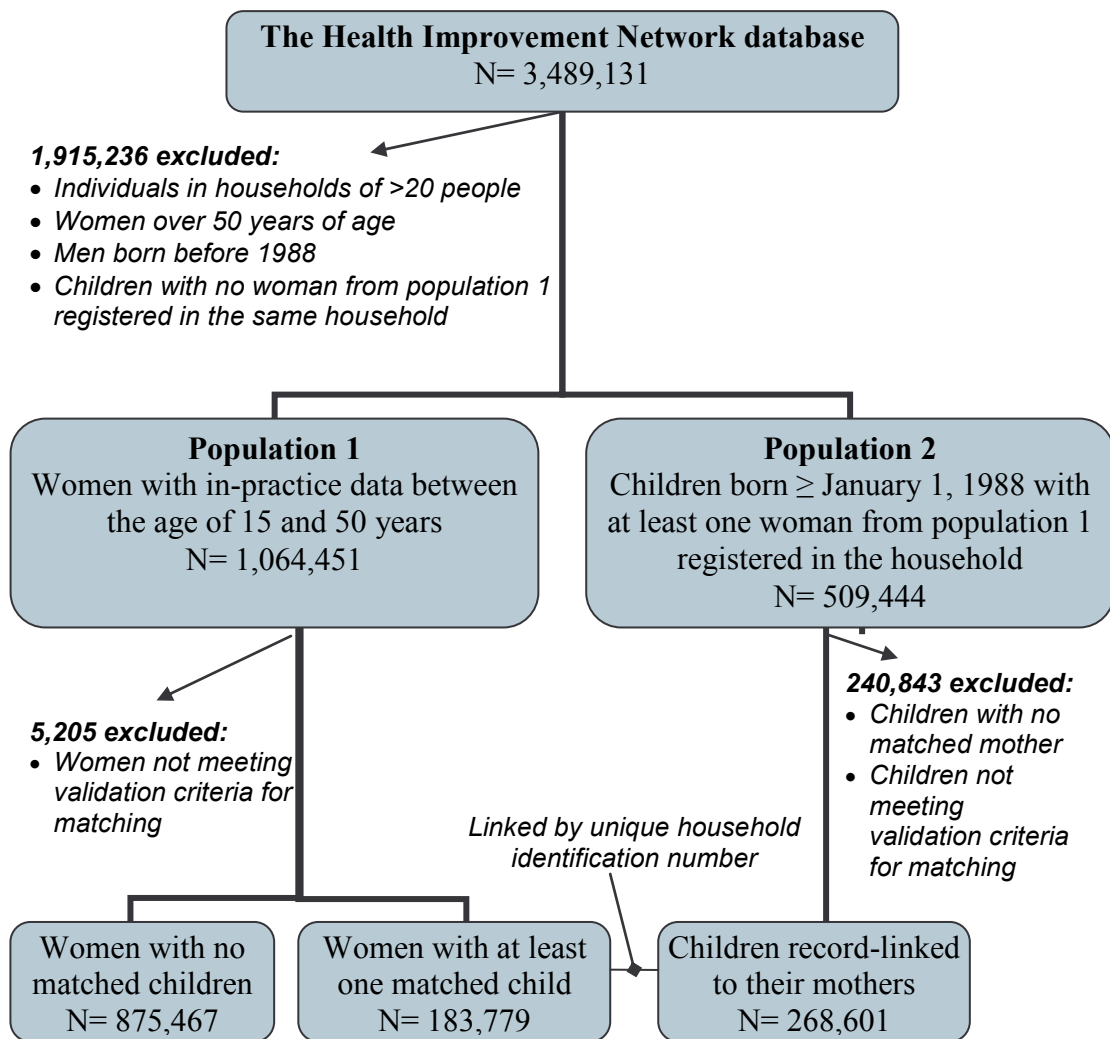 The Health Improvement Network database
N= 3,489,131
1,915,236 excluded:
• Individuals in households of >20 people
• Women over 50 years of age
• Men born before 1988
• Children with no woman from population 1
registered in the same household
Population 1
Women with in-practice data between
the age of 15 and 50 years
N= 1,064,451
Population 2
Children born ≥ January 1, 1988 with
at least one woman from population 1
registered in the household
N= 509,444
5,205 excluded:
• Women not meeting
validation criteria for
matching
240,843 excluded:
• Children with no
matched mother
• Children not
meeting
validation criteria
for matching
Linked by unique household
identification number
Women with no
matched children
N= 875,467
Women with at least
one matched child
N= 183,779
Children record-linked
to their mothers
N= 268,601